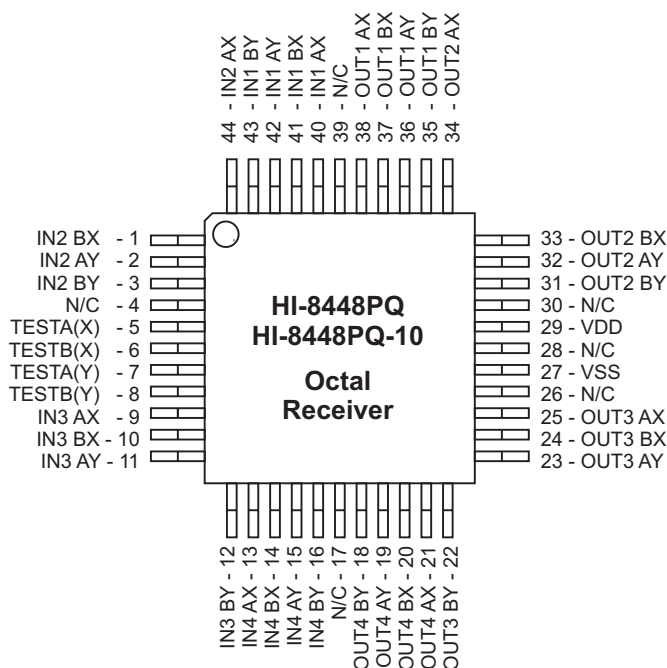 44 - IN2 AX
43 - IN1 BY
42 - IN1 AY
41 - IN1 BX
40 - IN1 AX
39 - N/C
38 - OUT1 AX
37 - OUT1 BX
36 - OUT1 AY
35 - OUT1 BY
34 - OUT2 AX
IN2 BX - 1
IN2 AY - 2
IN2 BY - 3
N/C - 4
TESTA(X) - 5
TESTB(X) - 6
TESTA(Y) - 7
TESTB(Y) - 8
IN3 AX - 9
IN3 BX - 10
IN3 AY - 11
HI-8448PQ
HI-8448PQ-10
Octal
Receiver
33 - OUT2 BX
32 - OUT2 AY
31 - OUT2 BY
30 - N/C
29 - VDD
28 - N/C
27 - VSS
26 - N/C
25 - OUT3 AX
24 - OUT3 BX
23 - OUT3 AY
IN3 BY - 12
IN4 AX - 13
IN4 BX - 14
IN4 AY - 15
IN4 BY - 16
N/C - 17
OUT4 BY - 18
OUT4 AY - 19
OUT4 BX - 20
OUT4 AX - 21
OUT3 BY - 22